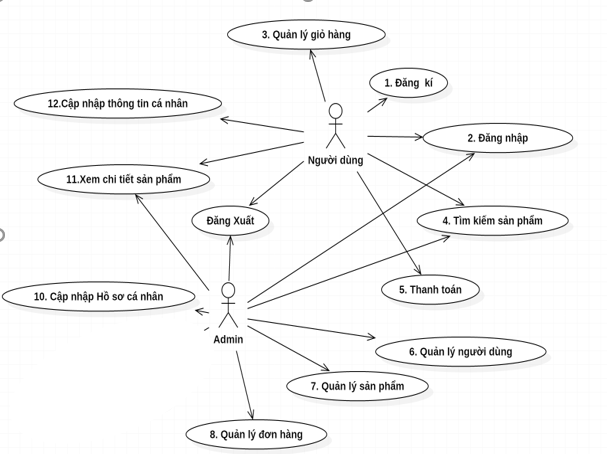 3. Quản lý giỏ hàng
1. Đăng kí
12.Cập nhập thông tin cá nhân
2. Đăng nhập
Người dùng
11.Xem chi tiết sản phẩm
Đăng Xuất
4. Tìm kiếm sản phẩm
5. Thanh toán
10. Cập nhập Hồ sơ cá nhân
Admin
6. Quản lý người dùng
7. Quản lý sản phẩm
8. Quản lý đơn hàng